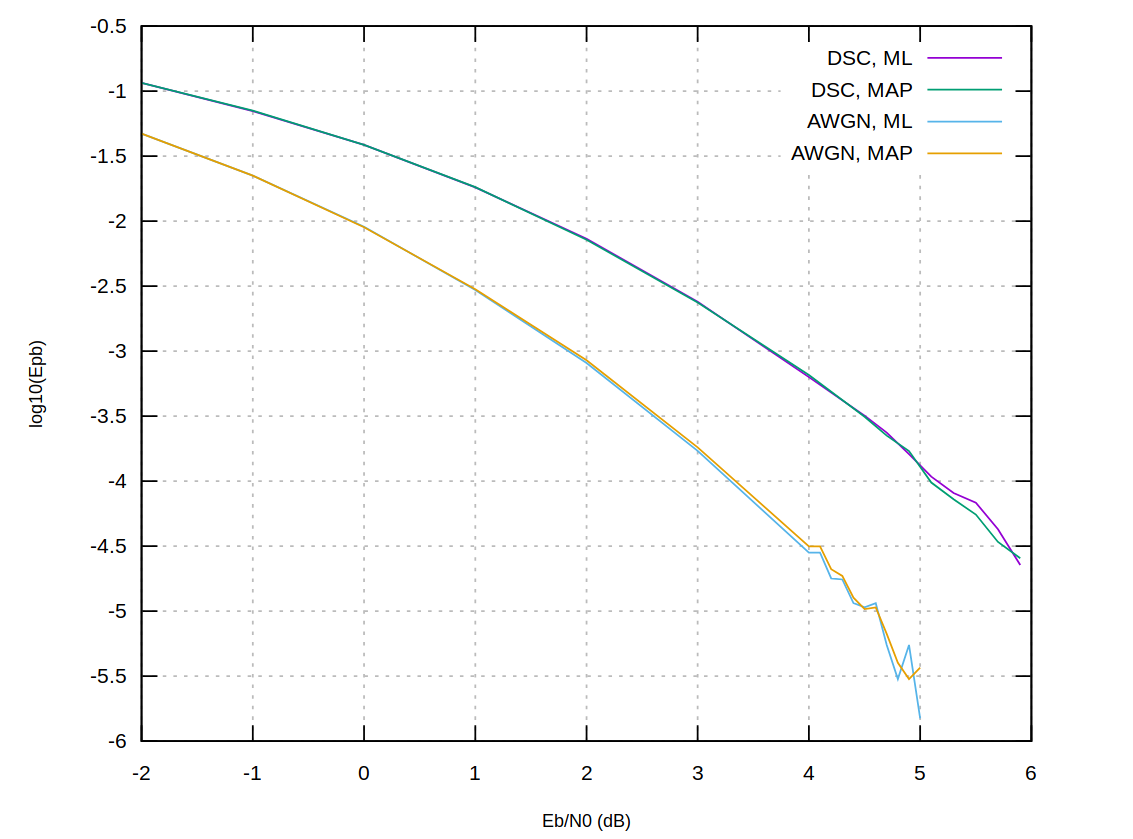 -0.5
-1
-1.5
-2
-2.5
-3
-3.5
-4
-4.5
-5
-5.5
-6
-2 -1 0 1 2 3 4 5 6
log10(Epb)
Eb/N0 (dB)
DSC, ML
DSC, MAP
AWGN, ML
AWGN, MAP